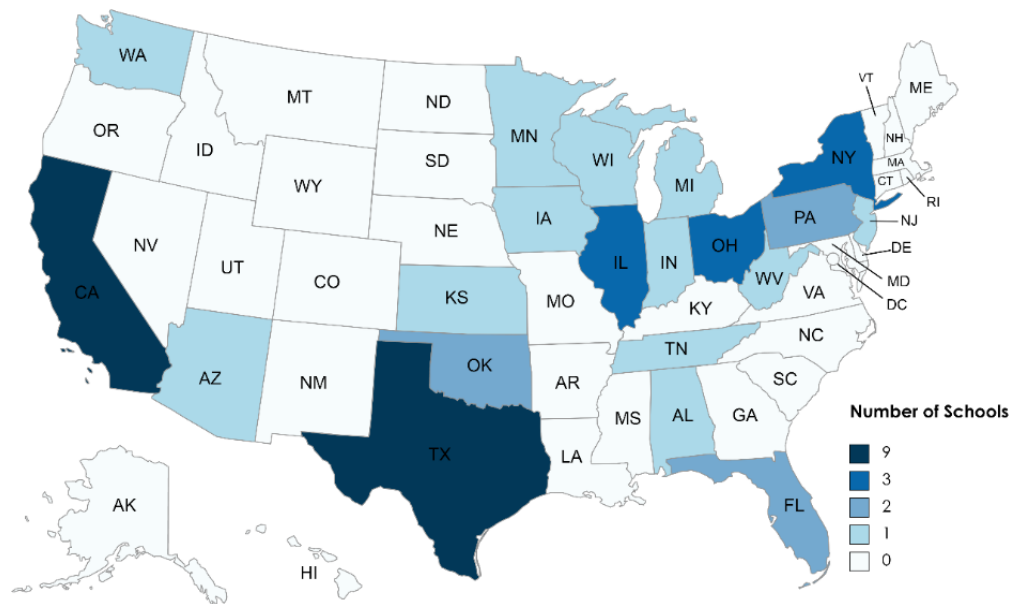 WA
MT
ND
MN
VT
ME
OR
ID
SD
WI
MI
NY
NH
MA
CT
RI
WY
IA
PA
NJ
NE
NV
UT
CO
IL
IN
OH
DE
MD
DC
WV
VA
CA
KS
MO
KY
NC
AZ
NM
OK
AR
TN
SC
MS
AL
GA
TX
LA
FL
AK
HI
Number of Schools
9
3
2
1
0